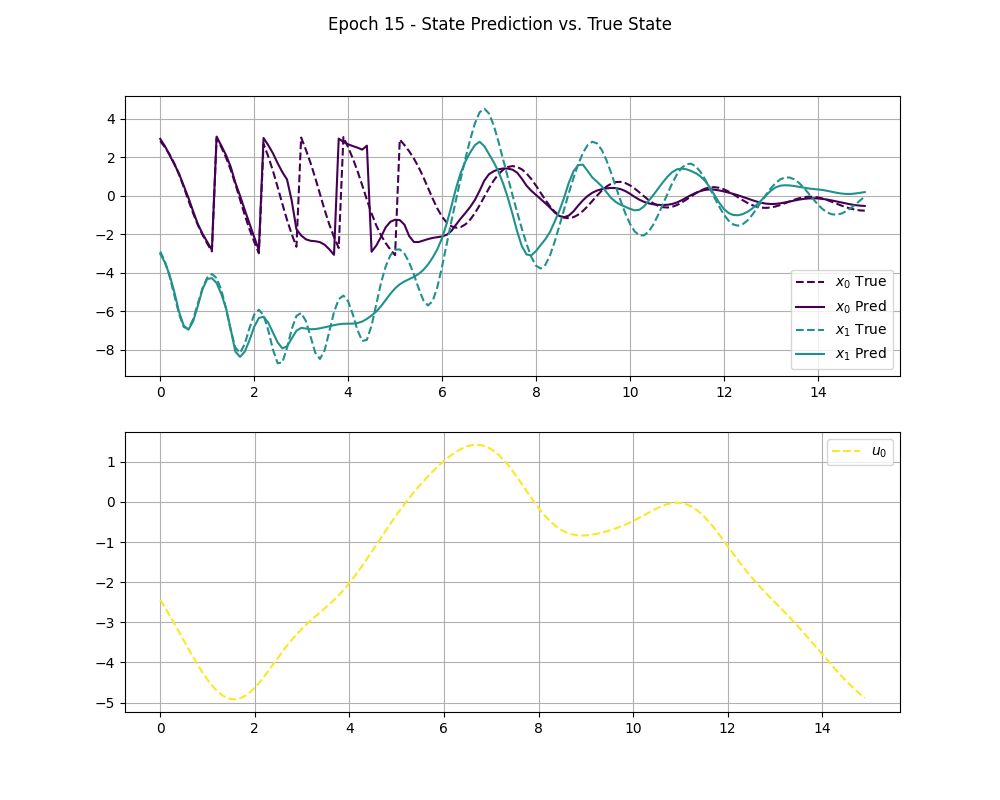 Epoch 15 - State Prediction vs. True State
4
2
0
−2
−4
−6
−8
x₀ True
x₀ Pred
x₁ True
x₁ Pred
0 2 4 6 8 10 12 14
1
0
−1
−2
−3
−4
−5
u₀
0 2 4 6 8 10 12 14